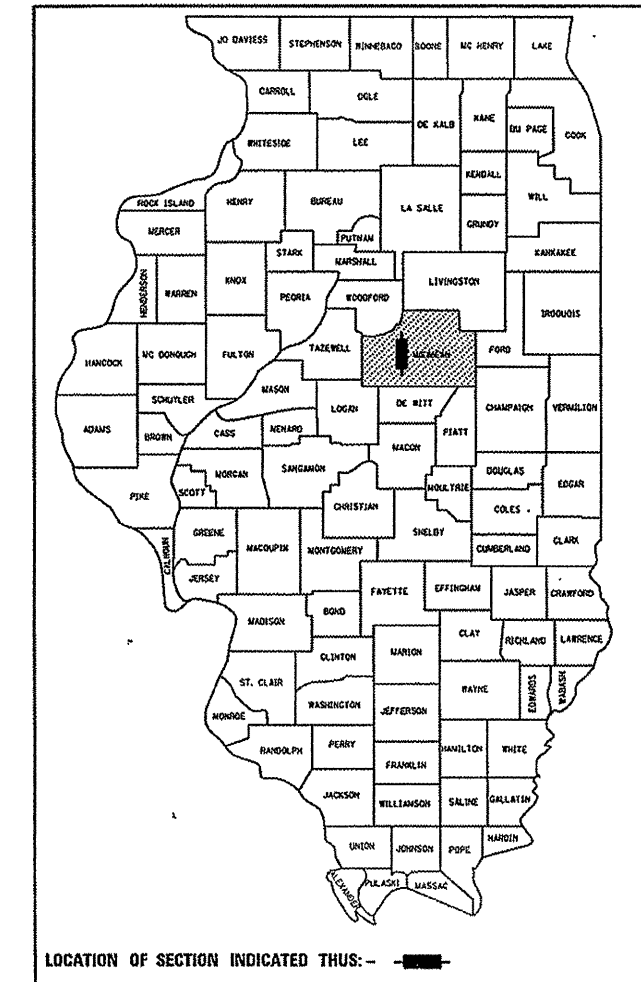 JO DAVIESS STEPHENSON WINNEBAGO BOONE MC HENRY LAKE
CARROLL OGLE
DE KALB KANE DU PAGE COOK
WHITESIDE LEE
KENDALL
ROCK ISLAND HENRY BUREAU LA SALLE WILL
MERCER PUTNAM GRUNDY
STARK MARSHALL KANKAKEE
HENDERSON WARREN KNOX PEORIA WOODFORD LIVINGSTON
IROQUOIS
HANCOCK MC DONOUGH FULTON TAZEWELL FORD
MASON
SCHUYLER LOGAN DE WITT CHAMPAIGN VERMILION
ADAMS BROWN CASS MENARD MACON PIATT
PIKE SCOTT MORGAN SANGAMON MOULTRIE DOUGLAS EDGAR
CHRISTIAN COLES
GREENE MACOUPIN MONTGOMERY SHELBY CUMBERLAND CLARK
CALHOUN JERSEY FAYETTE EFFINGHAM JASPER CRAWFORD
MADISON BOND CLAY RICHLAND LAWRENCE
CLINTON MARION
ST. CLAIR WAYNE EDWARDS WABASH
MONROE WASHINGTON JEFFERSON
RANDOLPH PERRY HAMILTON WHITE
FRANKLIN
JACKSON WILLIAMSON SALINE GALLATIN
UNION JOHNSON POPE HARDIN
ALEXANDER PULASKI MASSAC
LOCATION OF SECTION INDICATED THUS: -